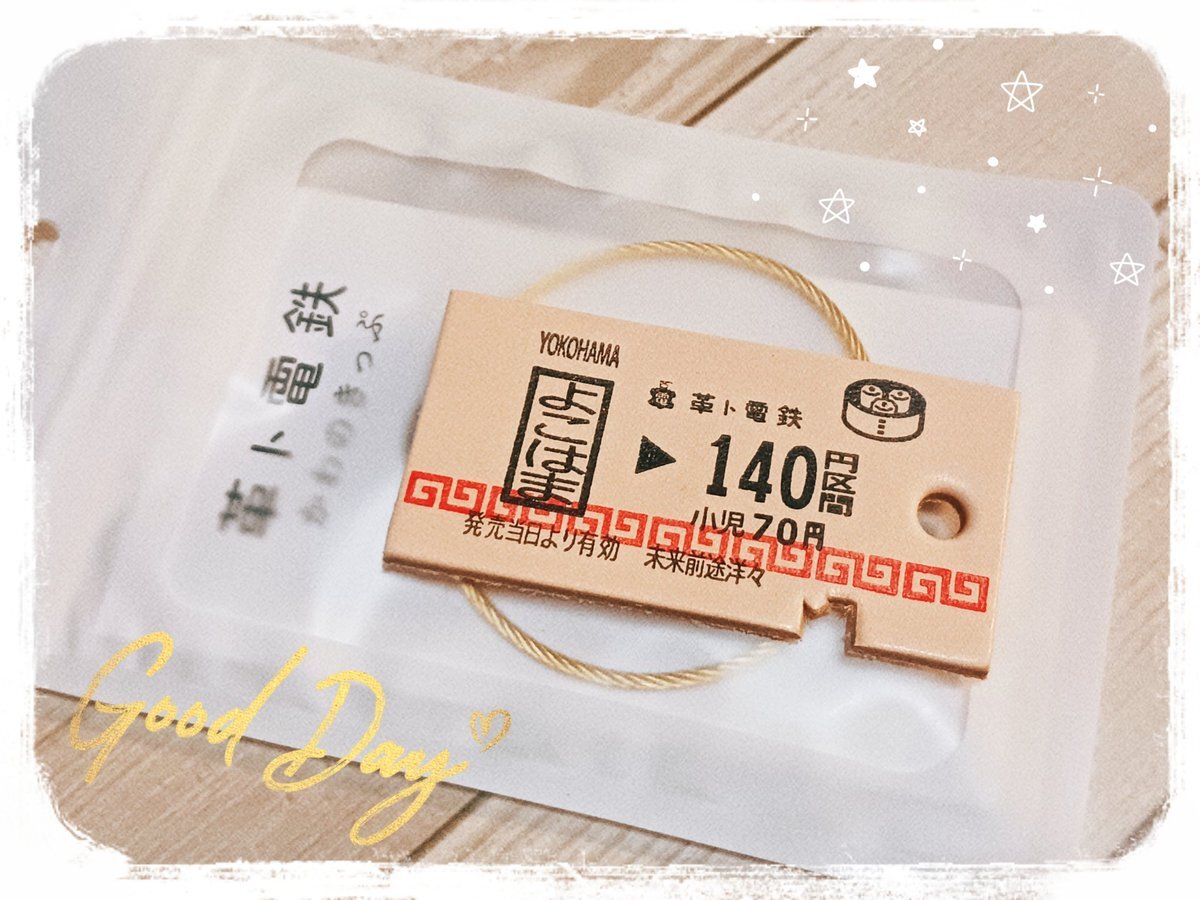 革ト電鉄
かわのきっぷ
YOKOHAMA
よこはま
電
革ト電鉄
▶ 140円区間
小児70円
発売当日より有効 未来前途洋々
Good Day